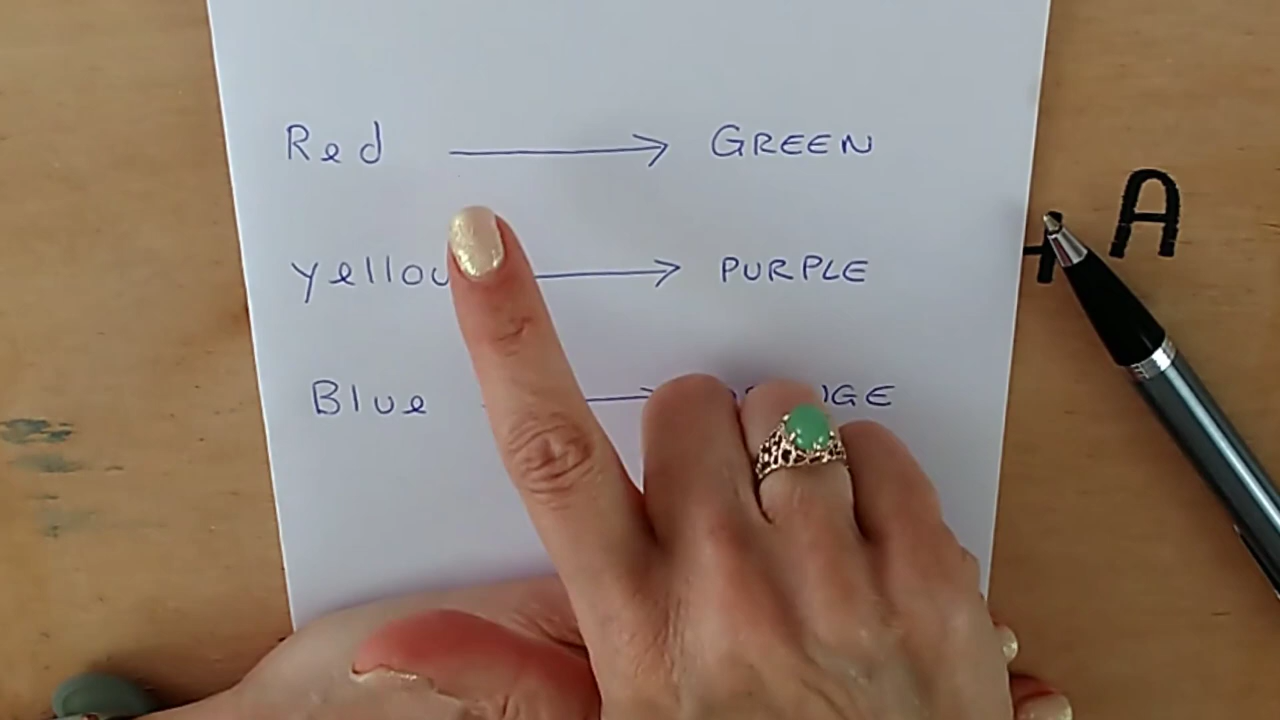 Red → GREEN
A
yellow → PURPLE
Blue →